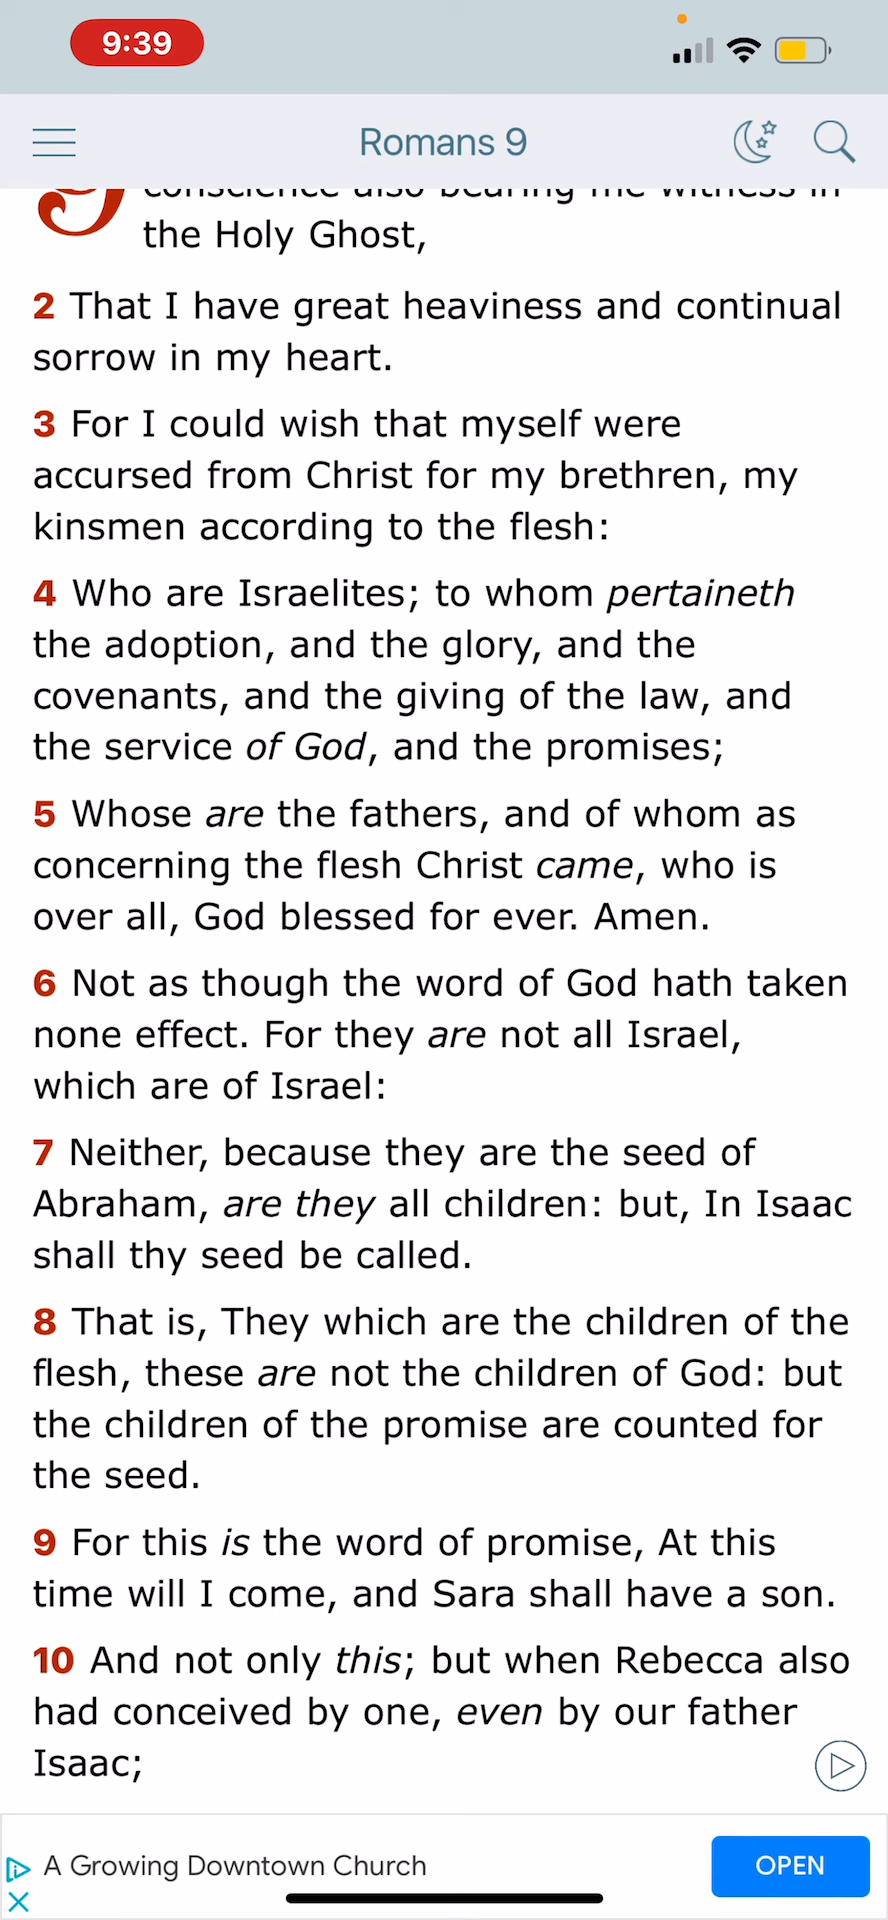 9:39
Romans 9
9
conscience also bearing me witness in
the Holy Ghost,
2 That I have great heaviness and continual
sorrow in my heart.
3 For I could wish that myself were
accursed from Christ for my brethren, my
kinsmen according to the flesh:
4 Who are Israelites; to whom pertaineth
the adoption, and the glory, and the
covenants, and the giving of the law, and
the service of God, and the promises;
5 Whose are the fathers, and of whom as
concerning the flesh Christ came, who is
over all, God blessed for ever. Amen.
6 Not as though the word of God hath taken
none effect. For they are not all Israel,
which are of Israel:
7 Neither, because they are the seed of
Abraham, are they all children: but, In Isaac
shall thy seed be called.
8 That is, They which are the children of the
flesh, these are not the children of God: but
the children of the promise are counted for
the seed.
9 For this is the word of promise, At this
time will I come, and Sara shall have a son.
10 And not only this; but when Rebecca also
had conceived by one, even by our father
Isaac;
A Growing Downtown Church
OPEN